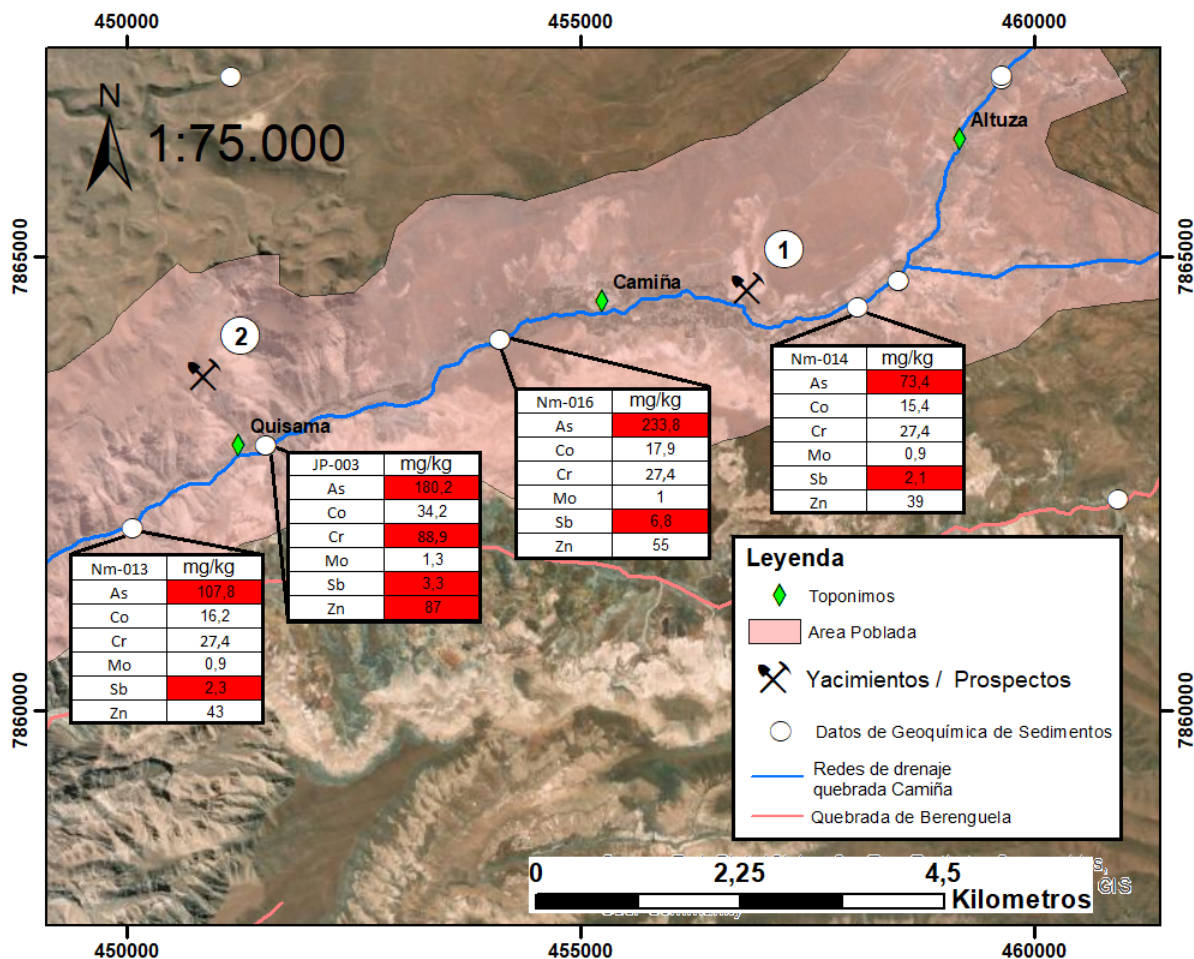 450000
455000
460000
N
1:75.000
Altuza
7865000
7865000
1
Camiña
2
Quisama
Nm-014 mg/kg
As 73,4
Co 15,4
Cr 27,4
Mo 0,9
Sb 2,1
Zn 39
Nm-016 mg/kg
As 233,8
Co 17,9
Cr 27,4
Mo 1
Sb 6,8
Zn 55
JP-003 mg/kg
As 180,2
Co 34,2
Cr 88,9
Mo 1,3
Sb 3,3
Zn 87
Nm-013 mg/kg
As 107,8
Co 16,2
Cr 27,4
Mo 0,9
Sb 2,3
Zn 43
Leyenda
Toponimos
Area Poblada
Yacimientos / Prospectos
Datos de Geoquímica de Sedimentos
Redes de drenaje
quebrada Camiña
Quebrada de Berenguela
7860000
7860000
0 2,25 4,5
Kilometros
GIS
450000
455000
460000